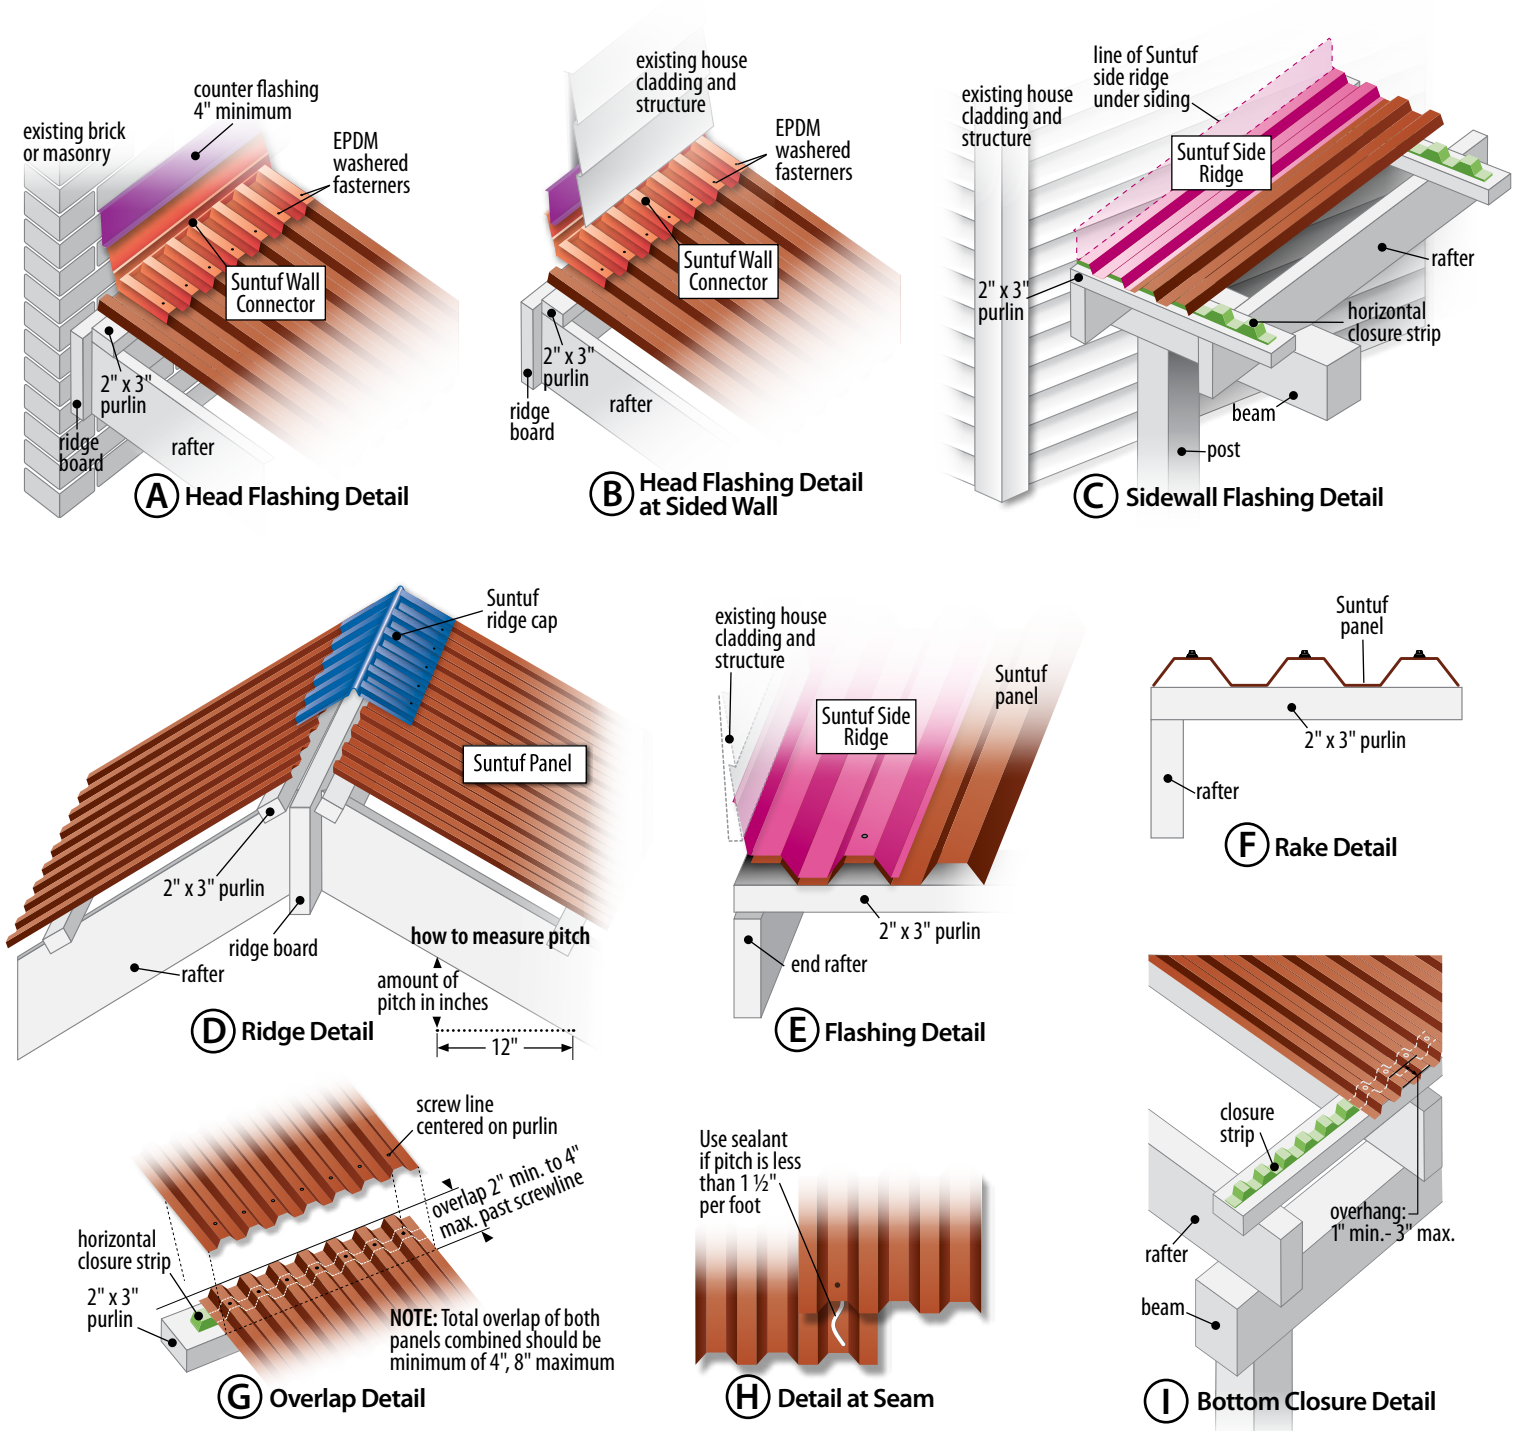 counter flashing
4" minimum
existing brick
or masonry
EPDM
washered
fasterners
Suntuf Wall
Connector
2" x 3"
purlin
ridge
board
rafter
A Head Flashing Detail
existing house
cladding and
structure
EPDM
washered
fasterners
Suntuf Wall
Connector
2" x 3"
purlin
ridge
board
rafter
B Head Flashing Detail
at Sided Wall
line of Suntuf
side ridge
under siding
existing house
cladding and
structure
Suntuf Side
Ridge
rafter
2" x 3"
purlin
horizontal
closure strip
beam
post
C Sidewall Flashing Detail
Suntuf
ridge cap
Suntuf Panel
2" x 3" purlin
ridge board
rafter
how to measure pitch
amount of
pitch in inches
12"
D Ridge Detail
existing house
cladding and
structure
Suntuf
panel
Suntuf Side
Ridge
2" x 3" purlin
end rafter
E Flashing Detail
Suntuf
panel
2" x 3" purlin
rafter
F Rake Detail
screw line
centered on purlin
overlap 2" min. to 4"
max. past screwline
horizontal
closure strip
2" x 3"
purlin
NOTE: Total overlap of both
panels combined should be
minimum of 4", 8" maximum
G Overlap Detail
Use sealant
if pitch is less
than 1 ½"
per foot
H Detail at Seam
closure
strip
overhang:
1" min.- 3" max.
rafter
beam
I Bottom Closure Detail